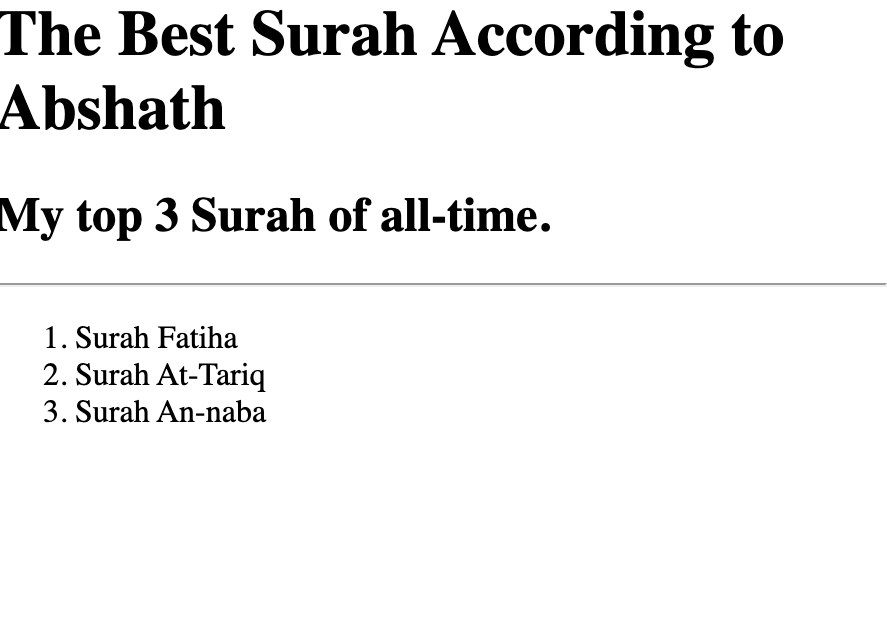 The Best Surah According to
Abshath
My top 3 Surah of all-time.
1. Surah Fatiha
2. Surah At-Tariq
3. Surah An-naba